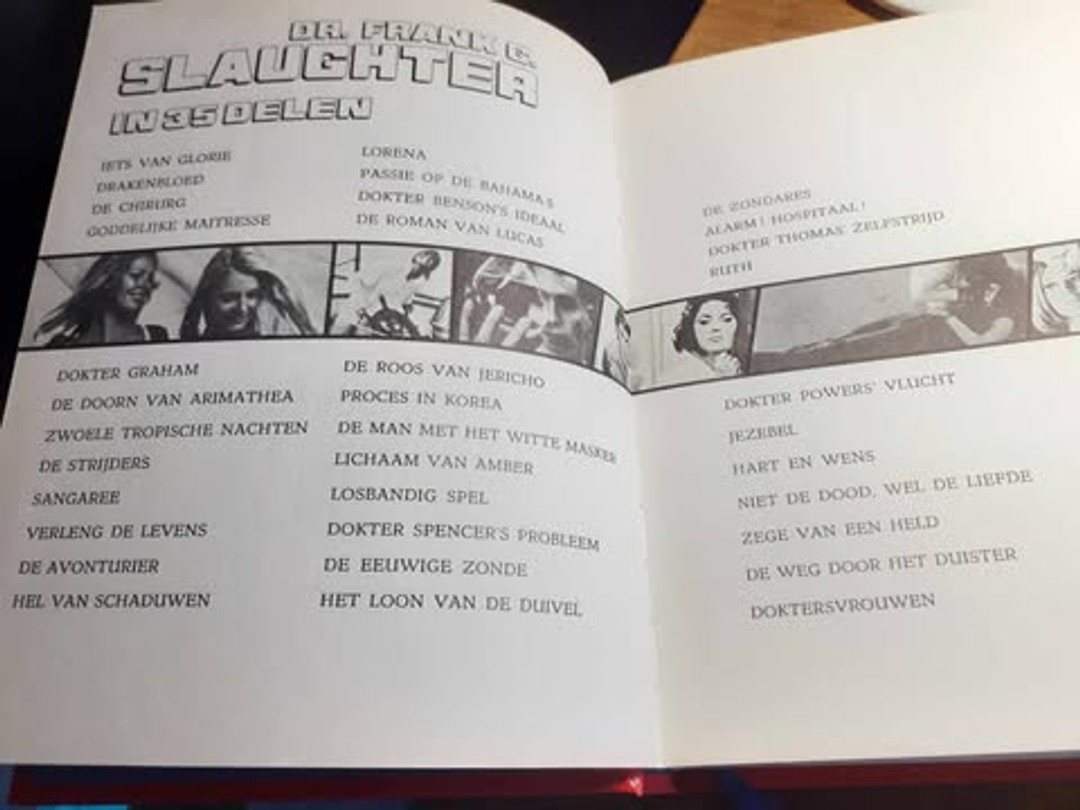 DR. FRANK G.
SLAUGHTER
IN 35 DELEN
IETS VAN GLORIE
DRAKENBLOED
DE CHIRURG
GODDELIJKE MAITRESSE
LORENA
PASSIE OP DE BAHAMAS
DOKTER BENSON'S IDEAAL
DE ROMAN VAN LUCAS
DOKTER GRAHAM
DE DOORN VAN ARIMATHEA
ZWOELE TROPISCHE NACHTEN
DE STRIJDERS
SANGAREE
VERLENG DE LEVENS
DE AVONTURIER
HEL VAN SCHADUWEN
DE ROOS VAN JERICHO
PROCES IN KOREA
DE MAN MET HET WITTE MASKER
LICHAAM VAN AMBER
LOSBANDIG SPEL
DOKTER SPENCER'S PROBLEEM
DE EEUWIGE ZONDE
HET LOON VAN DE DUIVEL
DE ZONDARES
ALARM! HOSPITAAL!
DOKTER THOMAS' ZELFSTRIJD
RUTH
DOKTER POWERS' VLUCHT
JEZEBEL
HART EN WENS
NIET DE DOOD, WEL DE LIEFDE
ZEGE VAN EEN HELD
DE WEG DOOR HET DUISTER
DOKTERSVROUWEN